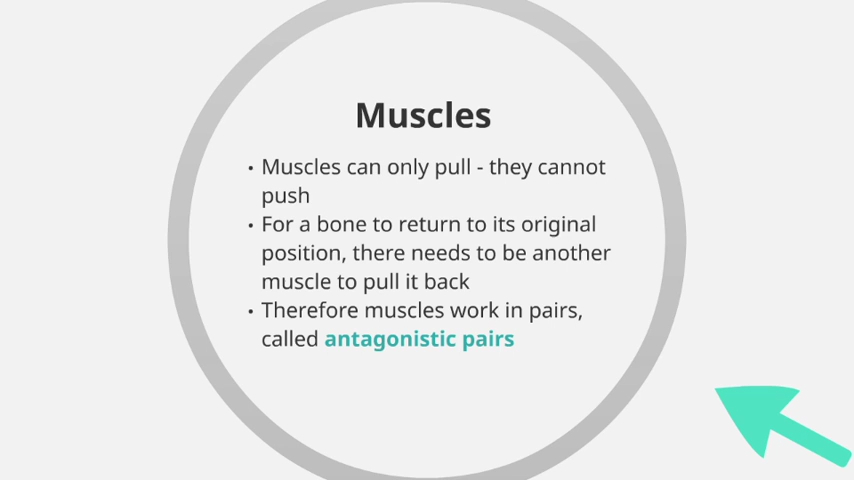 Muscles
• Muscles can only pull - they cannot
push
• For a bone to return to its original
position, there needs to be another
muscle to pull it back
• Therefore muscles work in pairs,
called antagonistic pairs